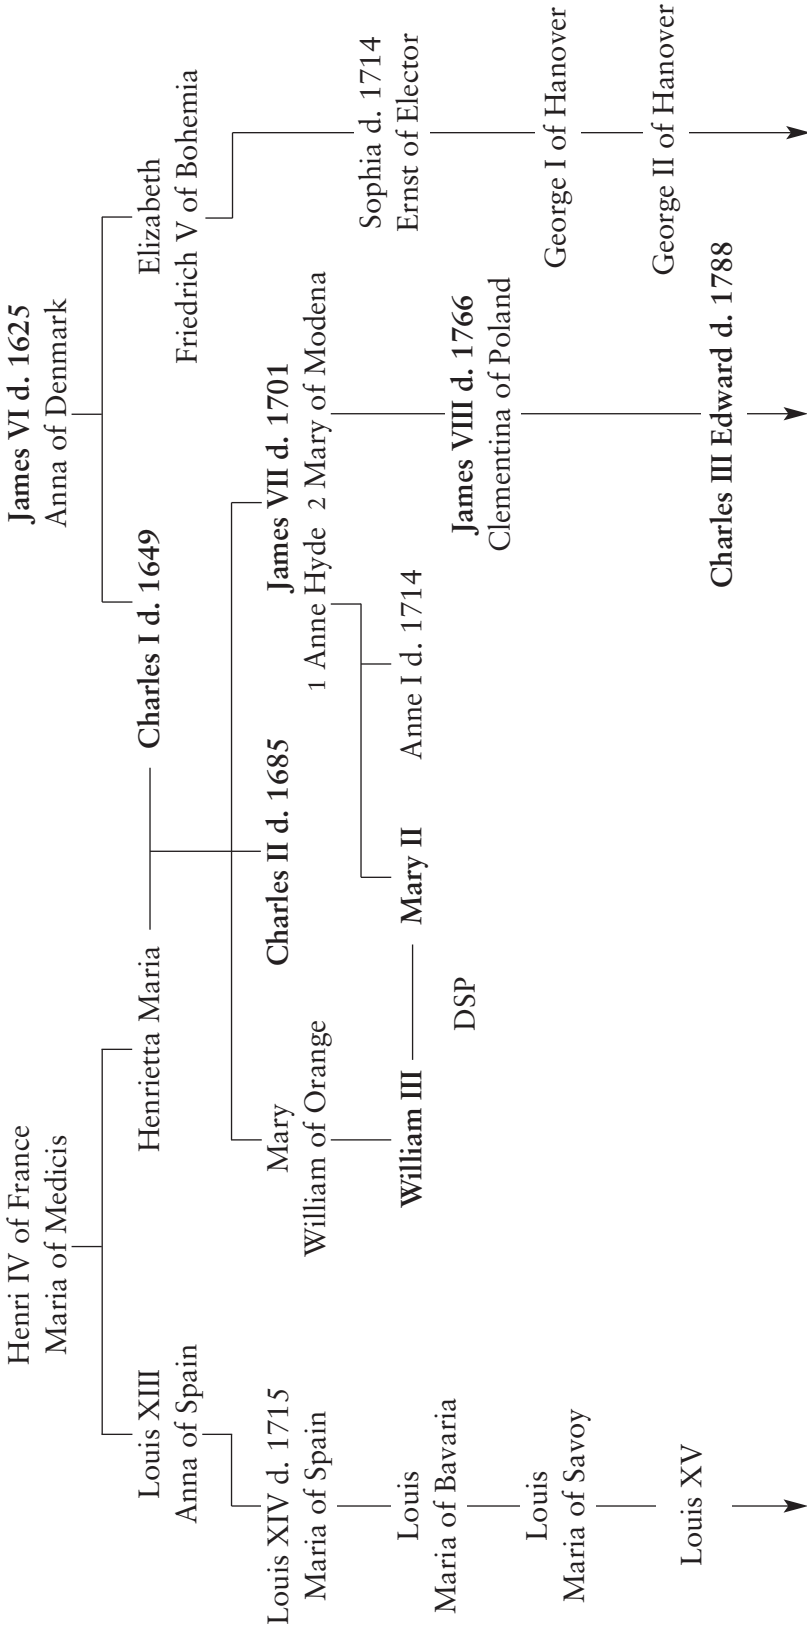 Henri IV of France
Maria of Medicis
James VI d. 1625
Anna of Denmark
Louis XIII
Anna of Spain
Henrietta Maria
Charles I d. 1649
Elizabeth
Friedrich V of Bohemia
Louis XIV d. 1715
Maria of Spain
Mary
William of Orange
Charles II d. 1685
James VII d. 1701
1 Anne Hyde 2 Mary of Modena
Sophia d. 1714
Ernst of Elector
Louis
Maria of Bavaria
William III
Mary II
Anne I d. 1714
DSP
James VIII d. 1766
Clementina of Poland
Louis
Maria of Savoy
George I of Hanover
Louis XV
George II of Hanover
Charles III Edward d. 1788